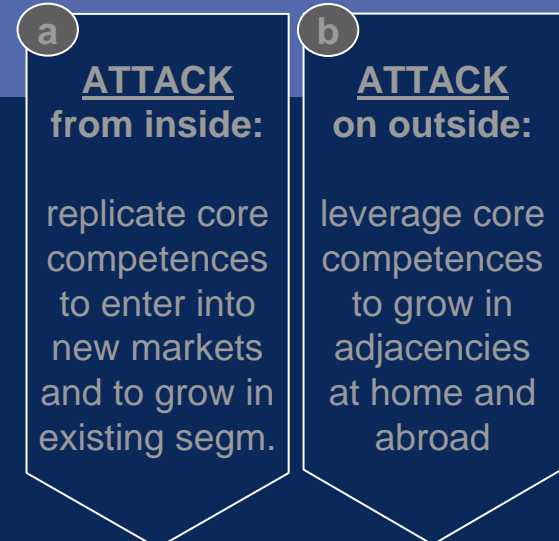 a
ATTACK
from inside:
replicate core
competences
to enter into
new markets
and to grow in
existing segm.
b
ATTACK
on outside:
leverage core
competences
to grow in
adjacencies
at home and
abroad